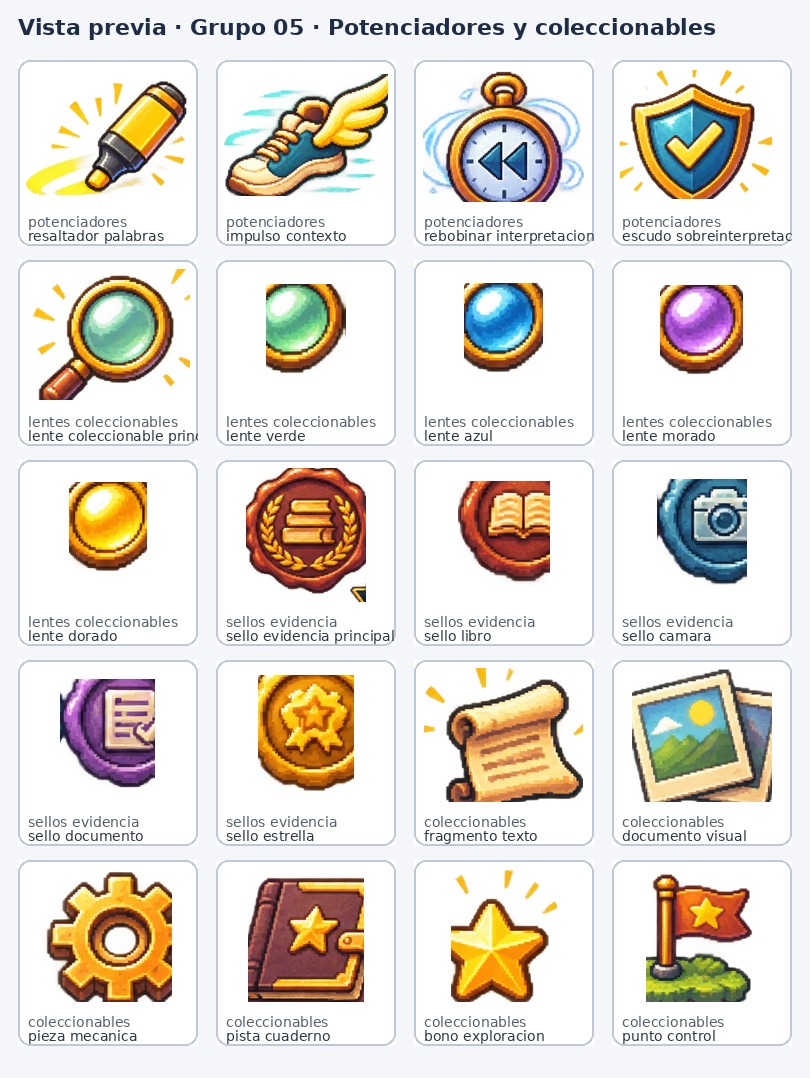 Vista previa · Grupo 05 · Potenciadores y coleccionables
potenciadores
resaltador palabras
potenciadores
impulso contexto
potenciadores
rebobinar interpretacion
potenciadores
escudo sobreinterpretac
lentes coleccionables
lente coleccionable princ
lentes coleccionables
lente verde
lentes coleccionables
lente azul
lentes coleccionables
lente morado
lentes coleccionables
lente dorado
sellos evidencia
sello evidencia principal
sellos evidencia
sello libro
sellos evidencia
sello camara
sellos evidencia
sello documento
sellos evidencia
sello estrella
coleccionables
fragmento texto
coleccionables
documento visual
coleccionables
pieza mecanica
coleccionables
pista cuaderno
coleccionables
bono exploracion
coleccionables
punto control